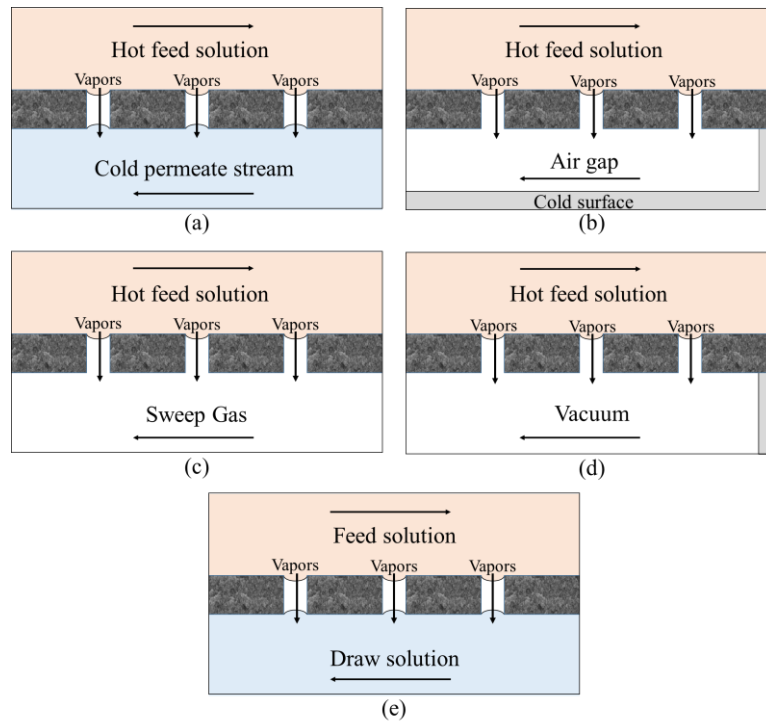 Hot feed solution
Vapors Vapors Vapors
Cold permeate stream
(a)
Hot feed solution
Vapors Vapors Vapors
Air gap
Cold surface
(b)
Hot feed solution
Vapors Vapors Vapors
Sweep Gas
(c)
Hot feed solution
Vapors Vapors Vapors
Vacuum
(d)
Feed solution
Vapors Vapors Vapors
Draw solution
(e)